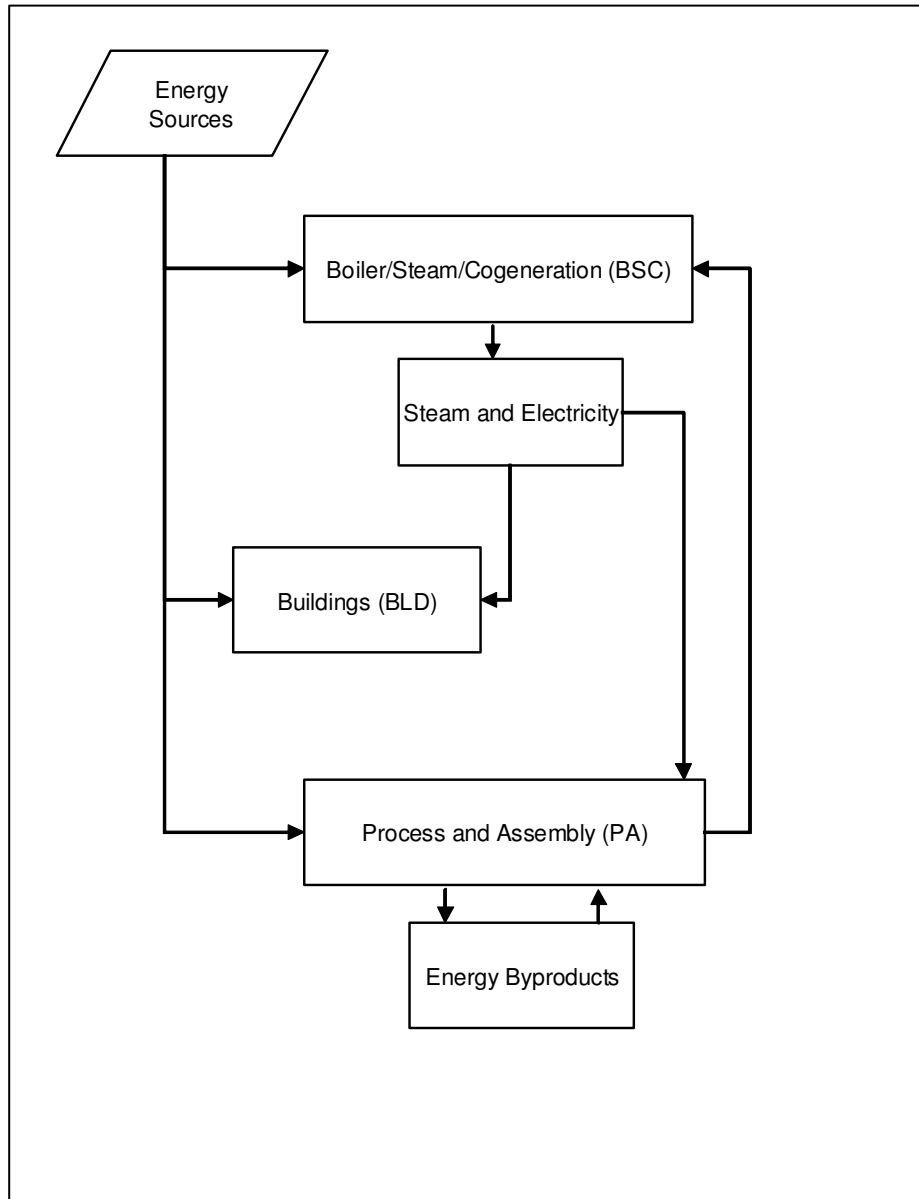 Energy
Sources
Boiler/Steam/Cogeneration (BSC)
Steam and Electricity
Buildings (BLD)
Process and Assembly (PA)
Energy Byproducts